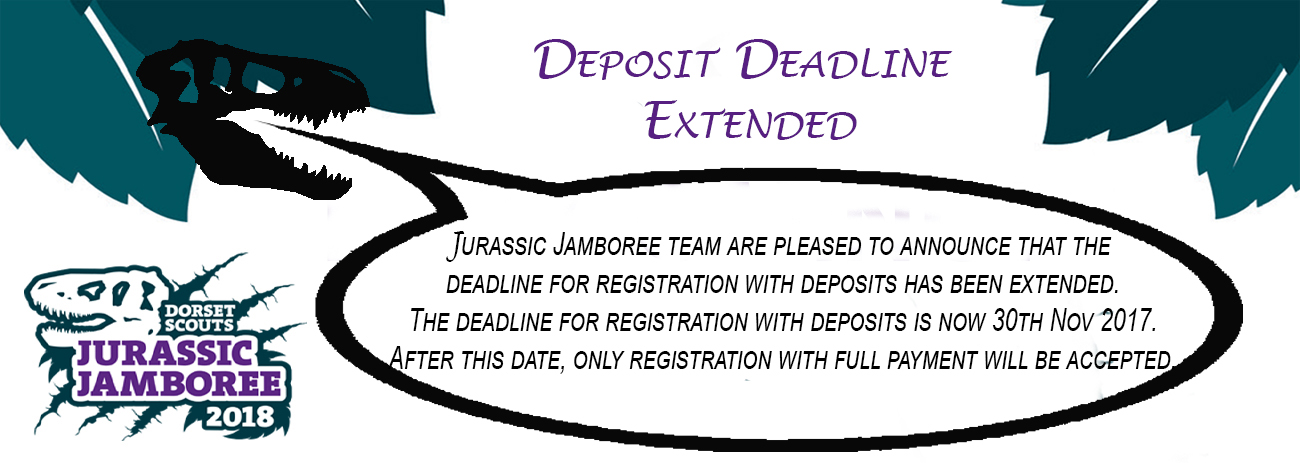 DEPOSIT DEADLINE
EXTENDED
JURASSIC JAMBOREE TEAM ARE PLEASED TO ANNOUNCE THAT THE
DEADLINE FOR REGISTRATION WITH DEPOSITS HAS BEEN EXTENDED.
THE DEADLINE FOR REGISTRATION WITH DEPOSITS IS NOW 30TH NOV 2017.
AFTER THIS DATE, ONLY REGISTRATION WITH FULL PAYMENT WILL BE ACCEPTED.
DORSET
SCOUTS
JURASSIC
JAMBOREE
2018